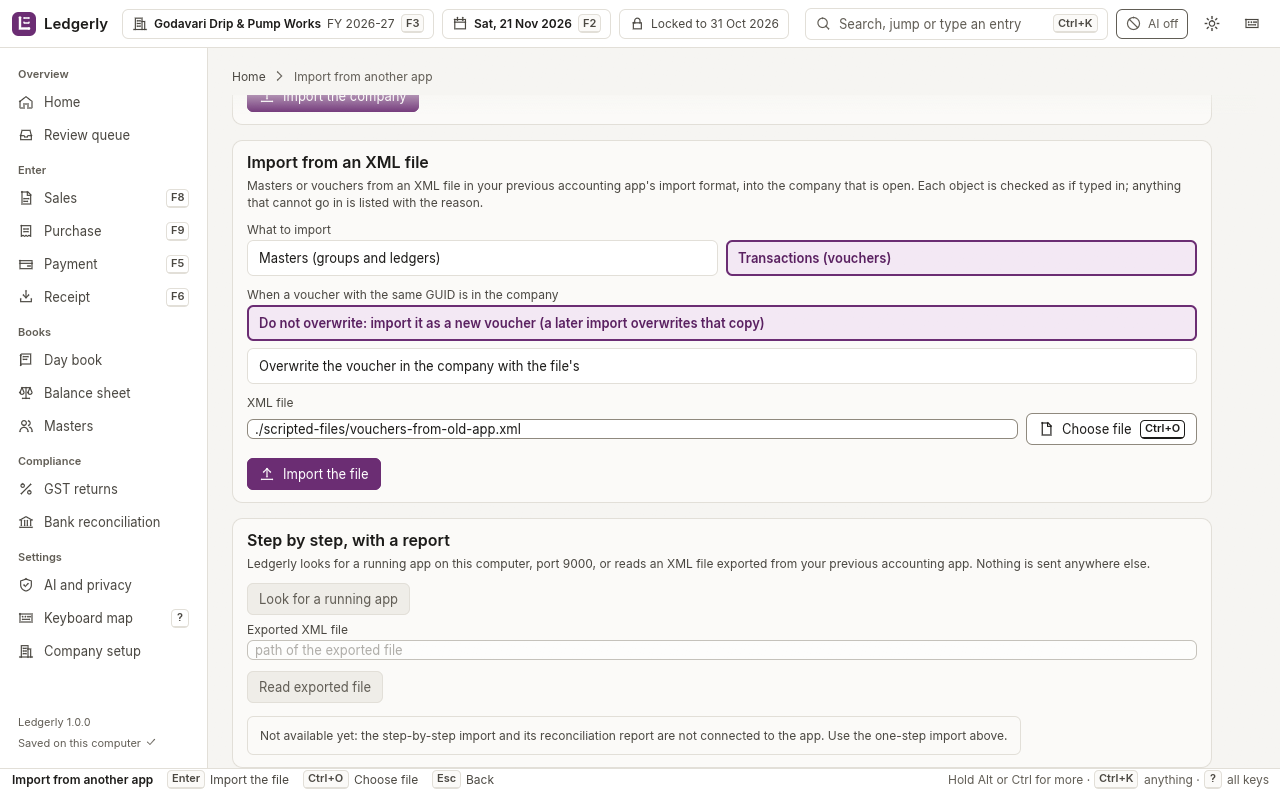 Ledgerly
Godavari Drip & Pump Works FY 2026-27 F3
Sat, 21 Nov 2026 F2
Locked to 31 Oct 2026
Search, jump or type an entry Ctrl+K
AI off
Overview
Home
Review queue
Enter
Sales F8
Purchase F9
Payment F5
Receipt F6
Books
Day book
Balance sheet
Masters
Compliance
GST returns
Bank reconciliation
Settings
AI and privacy
Keyboard map ?
Company setup
Ledgerly 1.0.0
Saved on this computer
Home
Import from another app
Import the company
Import from an XML file
Masters or vouchers from an XML file in your previous accounting app's import format, into the company that is open. Each object is checked as if typed in; anything
that cannot go in is listed with the reason.
What to import
Masters (groups and ledgers)
Transactions (vouchers)
When a voucher with the same GUID is in the company
Do not overwrite: import it as a new voucher (a later import overwrites that copy)
Overwrite the voucher in the company with the file's
XML file
./scripted-files/vouchers-from-old-app.xml
Choose file Ctrl+O
Import the file
Step by step, with a report
Ledgerly looks for a running app on this computer, port 9000, or reads an XML file exported from your previous accounting app. Nothing is sent anywhere else.
Look for a running app
Exported XML file
path of the exported file
Read exported file
Not available yet: the step-by-step import and its reconciliation report are not connected to the app. Use the one-step import above.
Import from another app Enter Import the file Ctrl+O Choose file Esc Back
Hold Alt or Ctrl for more · Ctrl+K anything · ? all keys